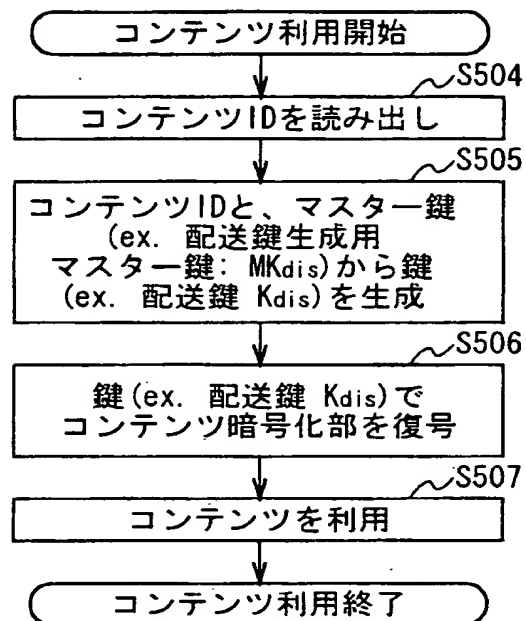 コンテンツ利用開始
S504
コンテンツIDを読み出し
S505
コンテンツIDと、マスター鍵
(ex. 配送鍵生成用
マスター鍵: MKdis)から鍵
(ex. 配送鍵 Kdis)を生成
S506
鍵(ex. 配送鍵 Kdis)で
コンテンツ暗号化部を復号
S507
コンテンツを利用
コンテンツ利用終了